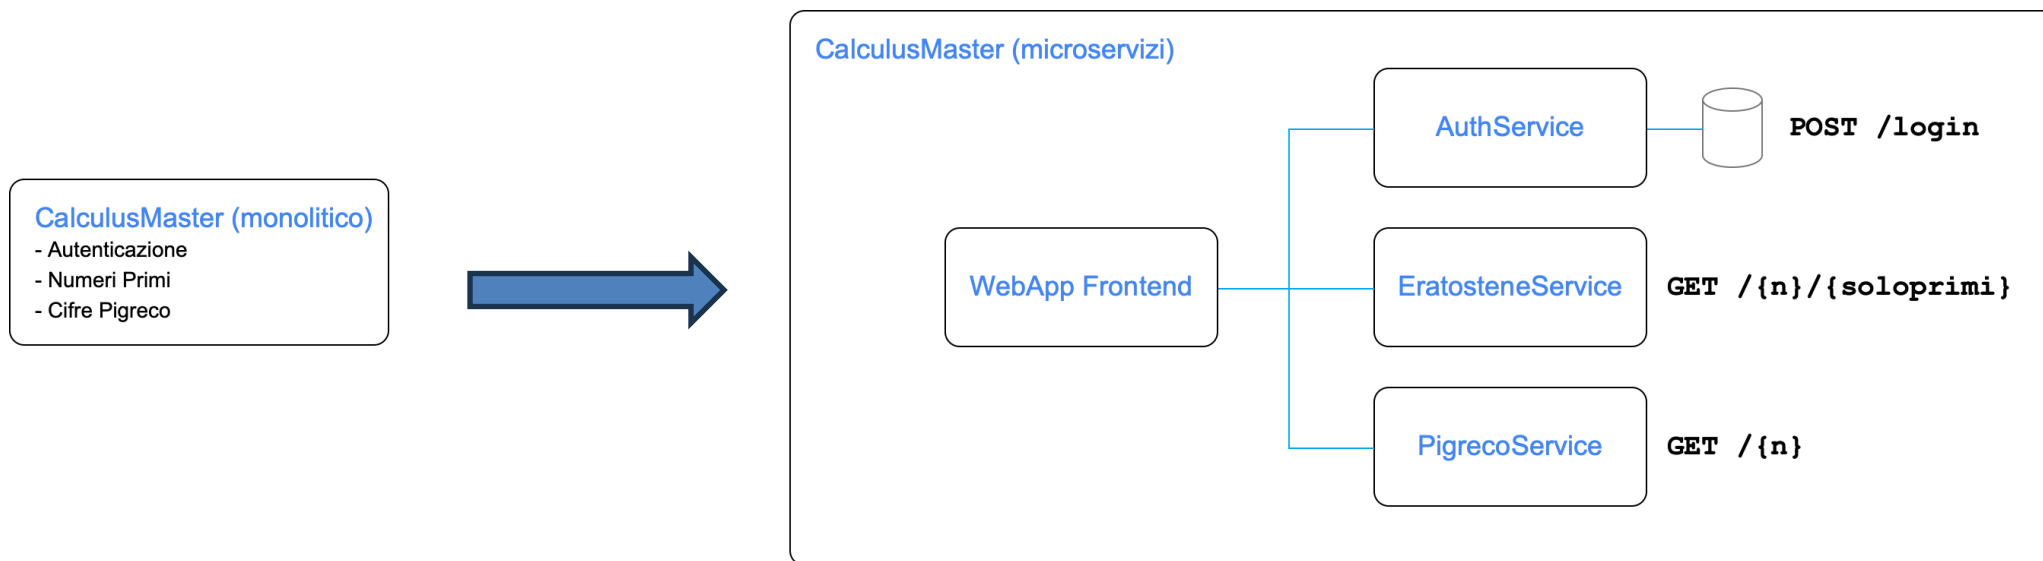 CalculusMaster (monolitico)
- Autenticazione
- Numeri Primi
- Cifre Pigreco
CalculusMaster (microservizi)
WebApp Frontend
AuthService
POST /login
EratosteneService
GET /{n}/{soloprimi}
PigrecoService
GET /{n}